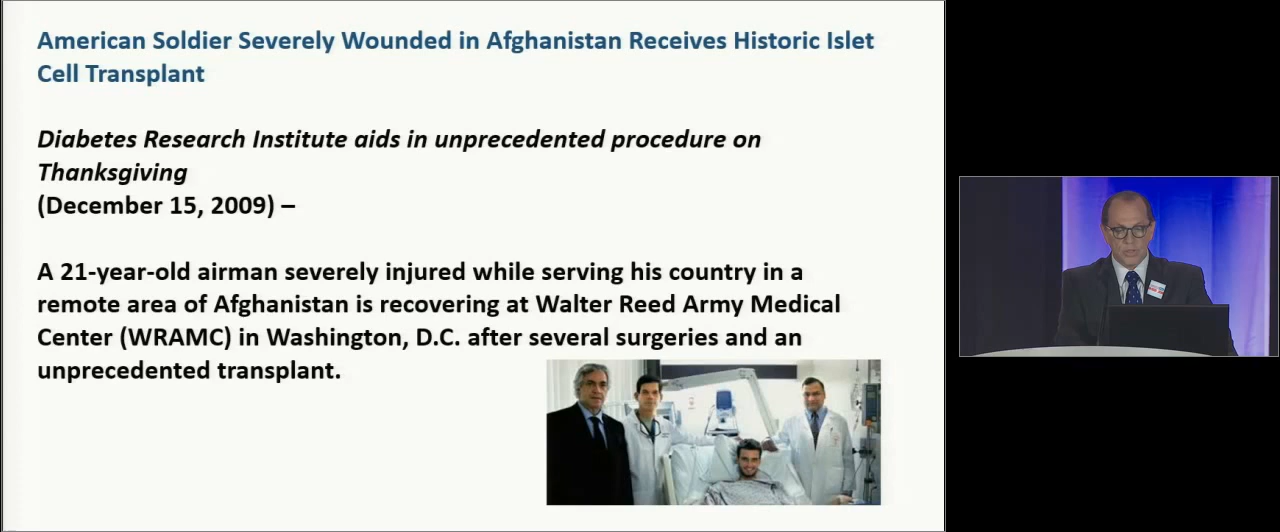 American Soldier Severely Wounded in Afghanistan Receives Historic Islet
Cell Transplant
Diabetes Research Institute aids in unprecedented procedure on
Thanksgiving
(December 15, 2009) –
A 21-year-old airman severely injured while serving his country in a
remote area of Afghanistan is recovering at Walter Reed Army Medical
Center (WRAMC) in Washington, D.C. after several surgeries and an
unprecedented transplant.